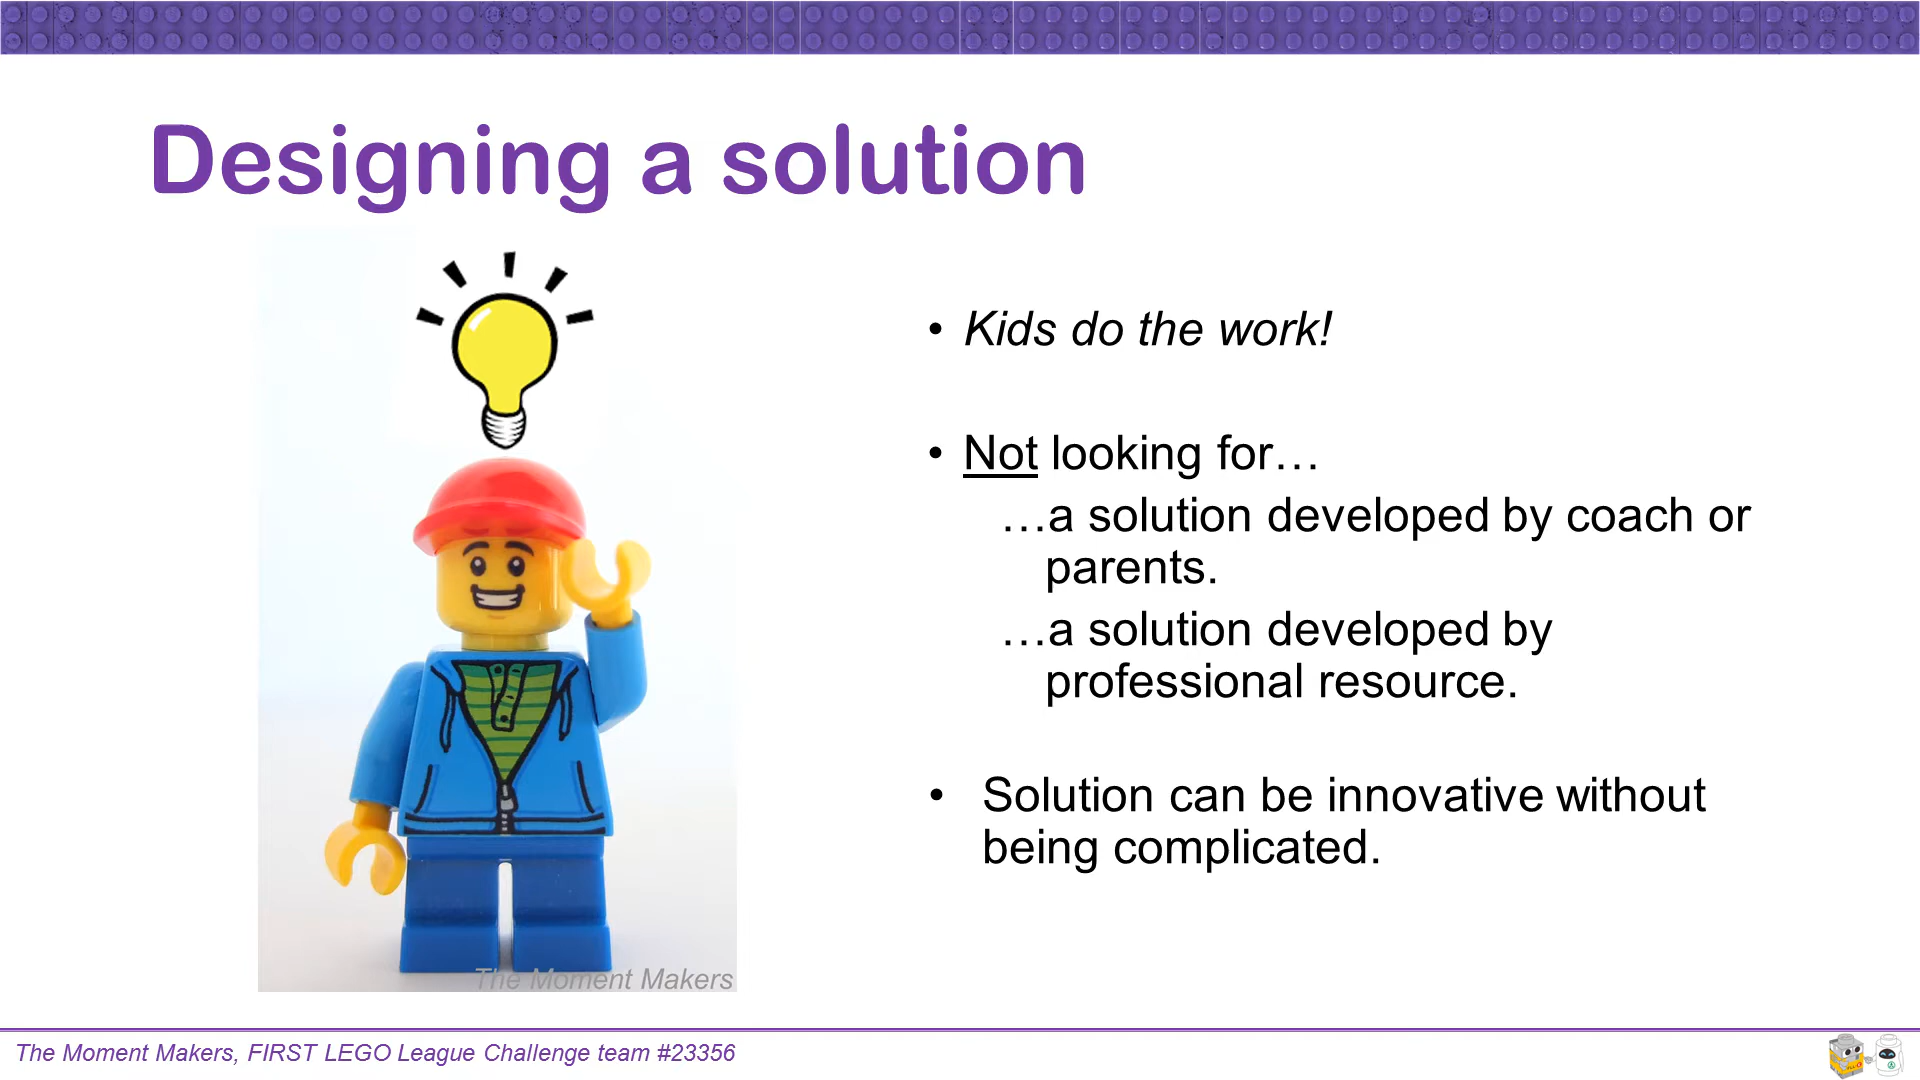 Designing a solution
• Kids do the work!
• Not looking for…
…a solution developed by coach or
parents.
…a solution developed by
professional resource.
• Solution can be innovative without
being complicated.
The Moment Makers
The Moment Makers, FIRST LEGO League Challenge team #23356